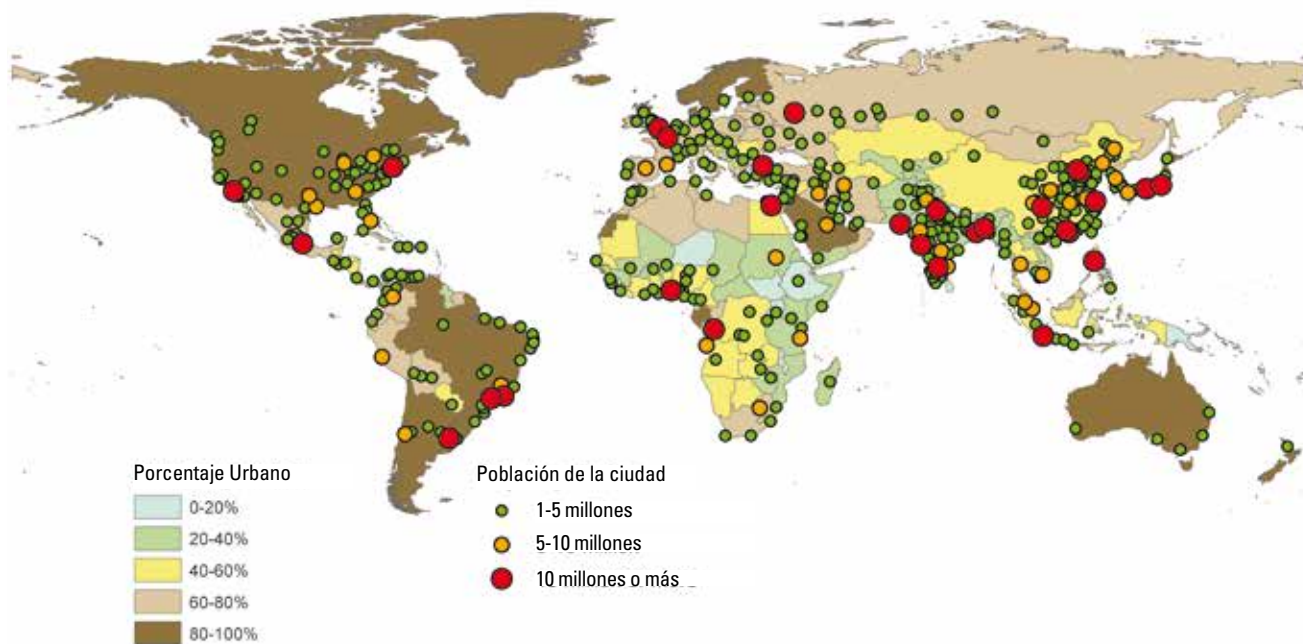 Porcentaje Urbano
0-20%
20-40%
40-60%
60-80%
80-100%
Población de la ciudad
1-5 millones
5-10 millones
10 millones o más